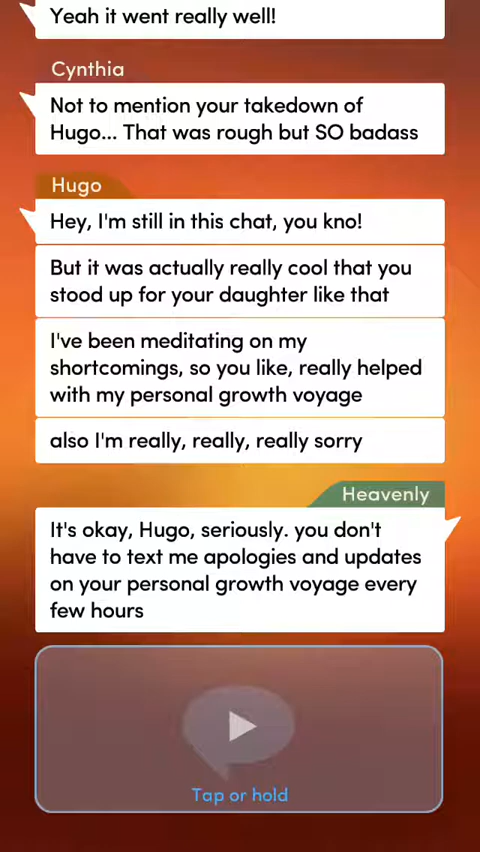 Yeah it went really well!
Cynthia
Not to mention your takedown of
Hugo... That was rough but SO badass
Hugo
Hey, I'm still in this chat, you kno!
But it was actually really cool that you
stood up for your daughter like that
I've been meditating on my
shortcomings, so you like, really helped
with my personal growth voyage
also I'm really, really, really sorry
Heavenly
It's okay, Hugo, seriously. you don't
have to text me apologies and updates
on your personal growth voyage every
few hours
Tap or hold